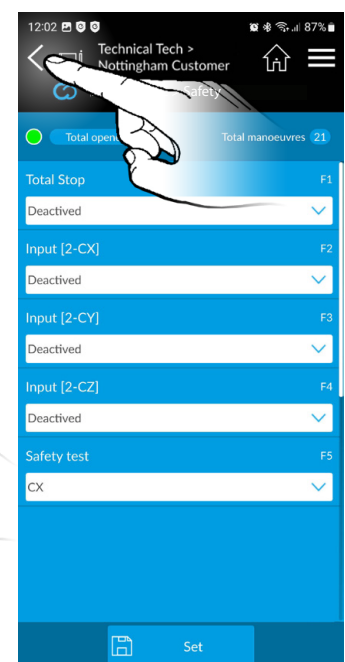 12:02 87%
Technical Tech >
Nottingham Customer
Safety
Total Total manoeuvres 21
Total Stop F1
Deactived
Input [2-CX] F2
Deactived
Input [2-CY] F3
Deactived
Input [2-CZ] F4
Deactived
Safety test F5
CX
Set